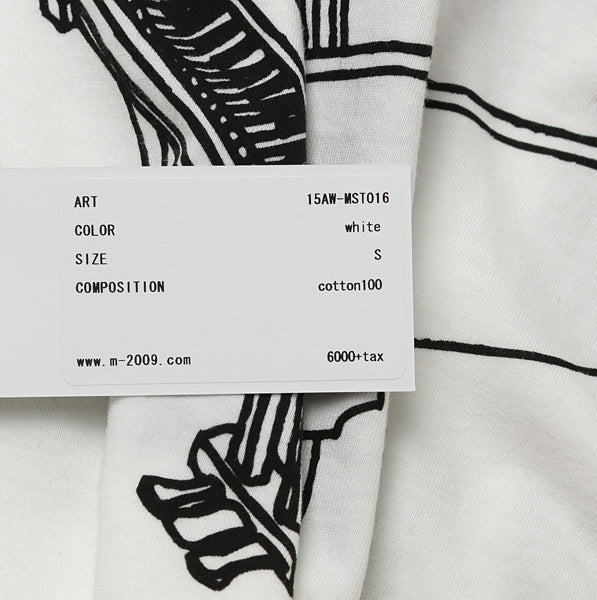 ART 15AW-MST016
COLOR white
SIZE S
COMPOSITION cotton100
www.m-2009.com 6000+tax